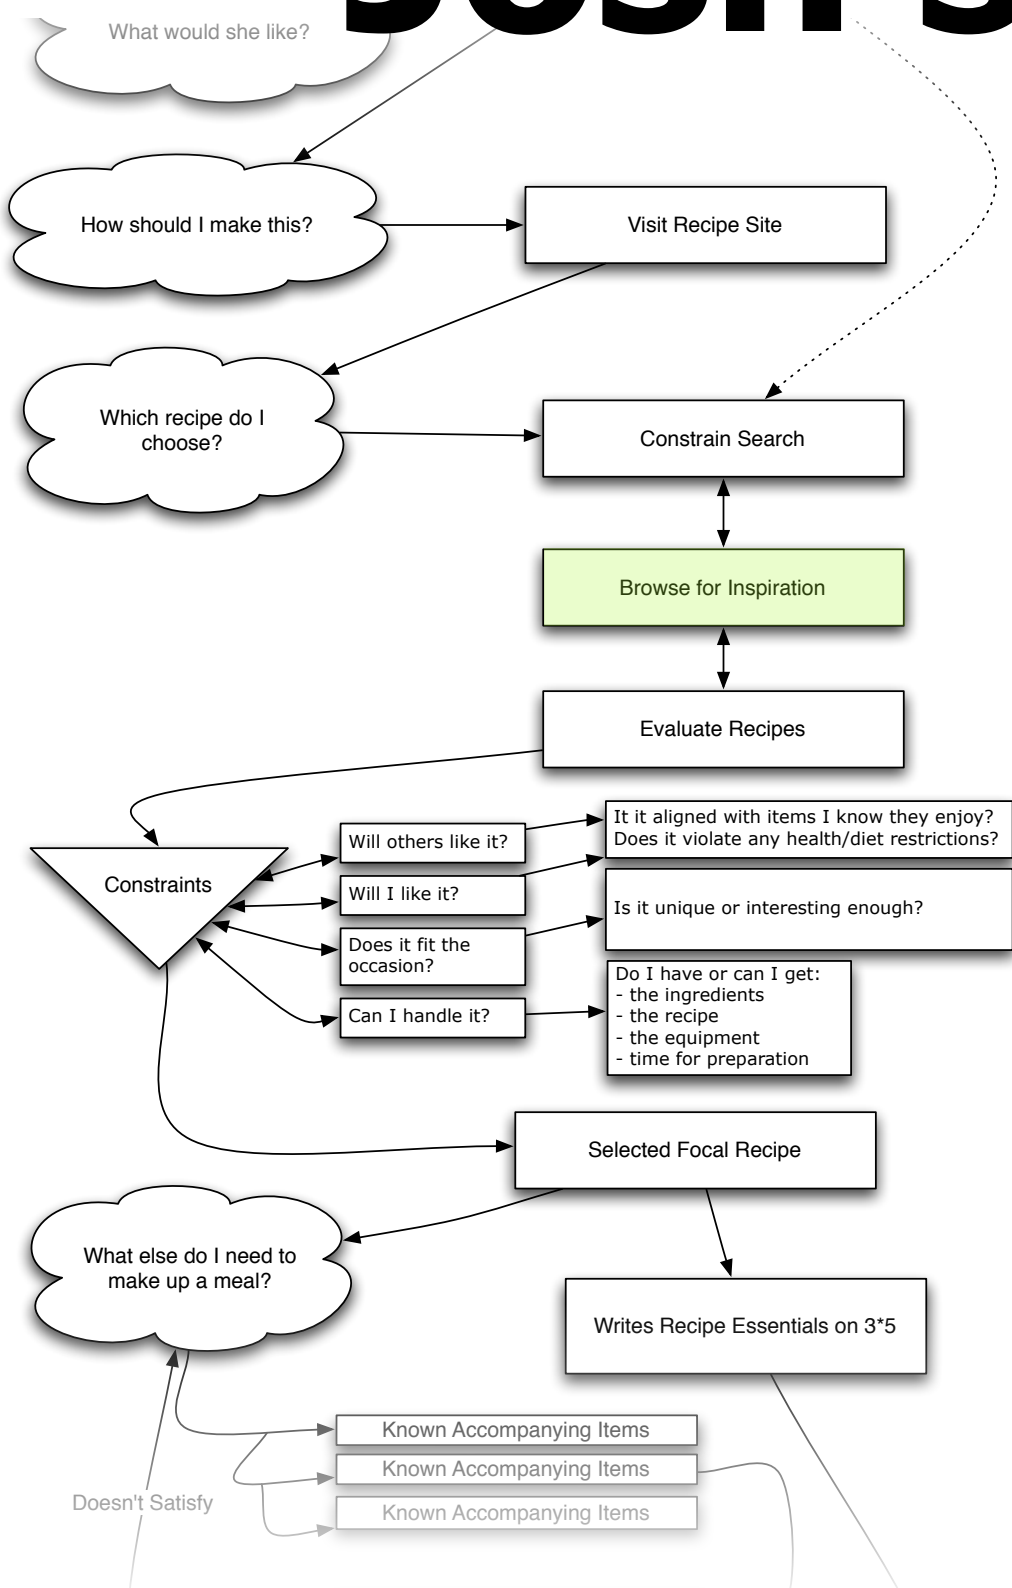 What would she like?
How should I make this?
Visit Recipe Site
Which recipe do I
choose?
Constrain Search
Browse for Inspiration
Evaluate Recipes
Constraints
Will others like it?
It it aligned with items I know they enjoy?
Does it violate any health/diet restrictions?
Will I like it?
Is it unique or interesting enough?
Does it fit the
occasion?
Can I handle it?
Do I have or can I get:
- the ingredients
- the recipe
- the equipment
- time for preparation
Selected Focal Recipe
What else do I need to
make up a meal?
Writes Recipe Essentials on 3*5
Known Accompanying Items
Known Accompanying Items
Doesn't Satisfy
Known Accompanying Items